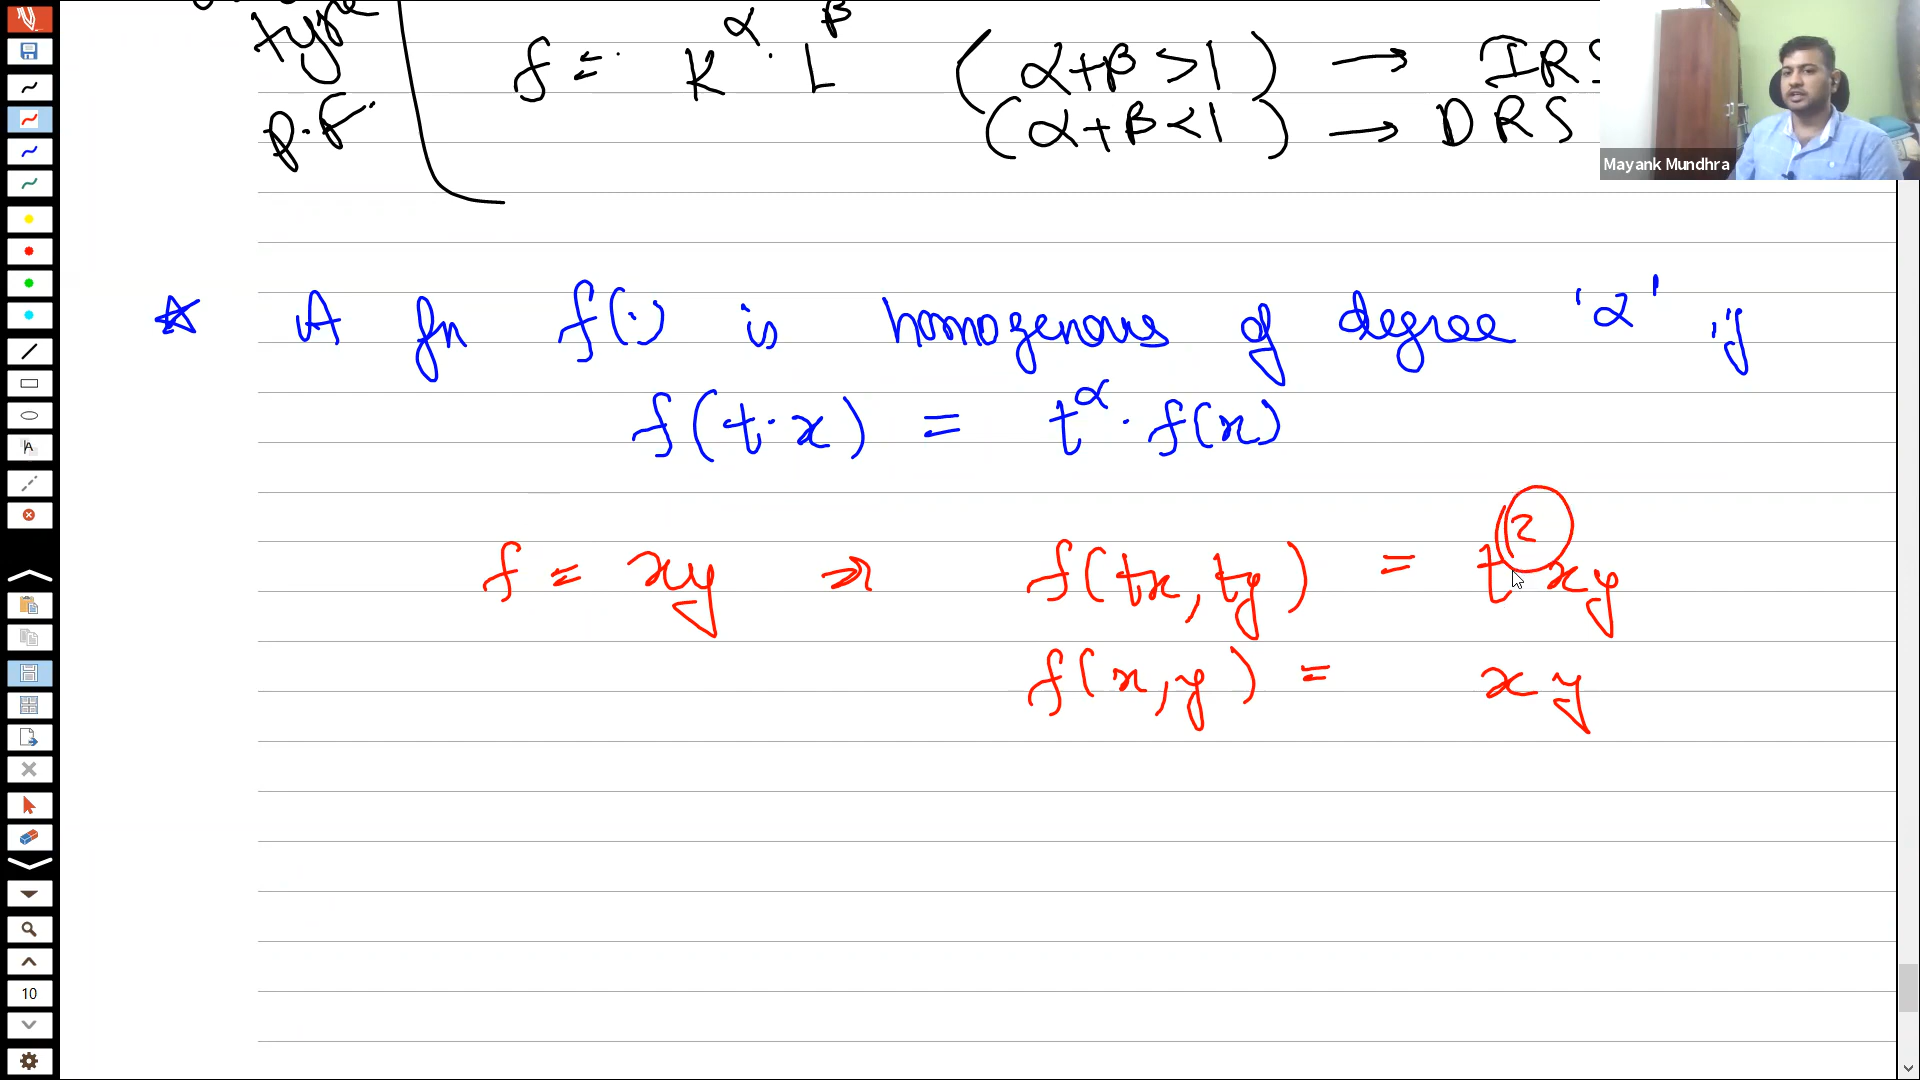 type
f = K^α · L^β (α+β>1) → IRS
P.F. (α+β<1) → DRS
Mayank Mundhra
☆ A fn f(·) is homogenous of degree 'α' if
f(t·x) = t^α · f(x)
f = xy ⇒ f(tx, ty) = t^2 xy
f(x,y) = xy
A
10